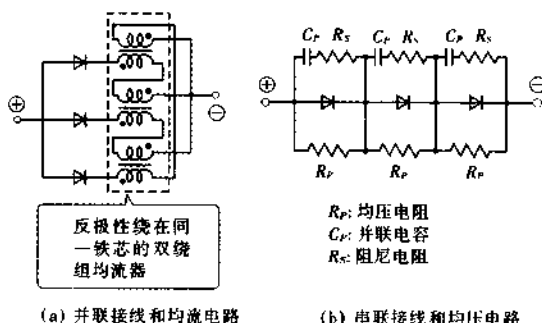 C_P R_S C_P R_S C_P R_S
⊕ ⊖ ⊕ ⊖
R_P R_P R_P
反极性绕在同
一铁芯的双绕
组均流器
R_P: 均压电阻
C_P: 并联电容
R_S: 阻尼电阻
(a) 并联接线和均流电路
(b) 串联接线和均压电路